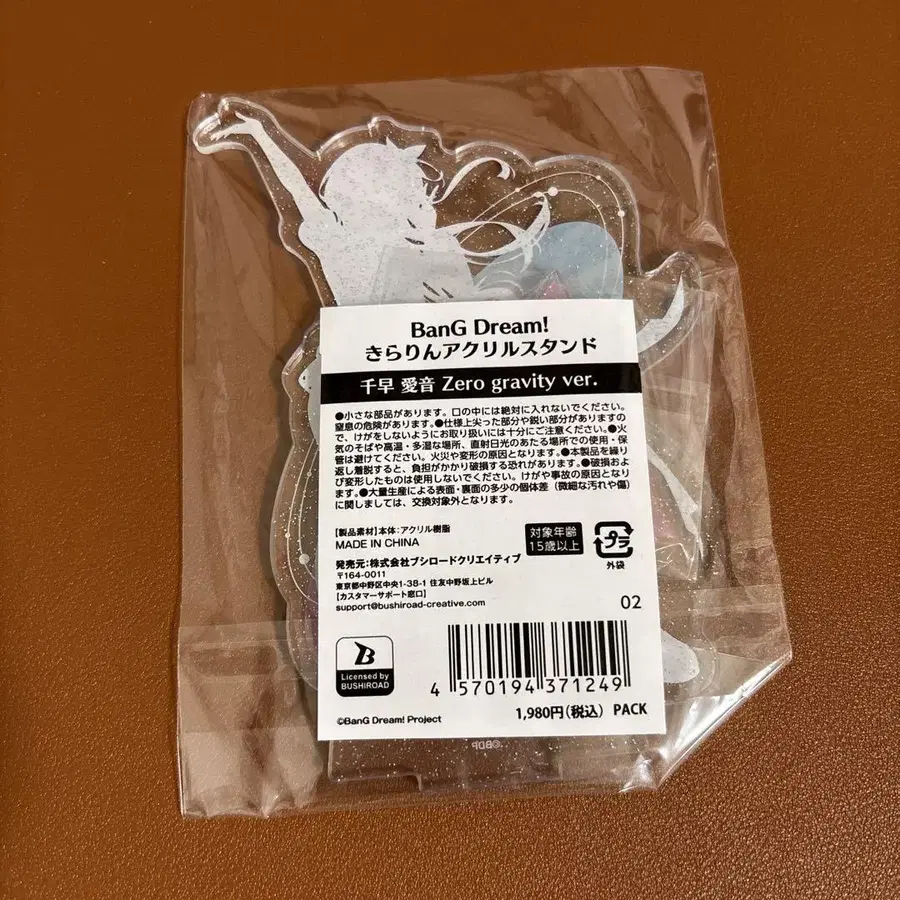 BanG Dream!
きらりんアクリルスタンド
千早 愛音 Zero gravity ver.
●小さな部品があります。口の中には絶対に入れないでください。
窒息の危険があります。●仕様上尖った部分や鋭い部分がありますの
で、けがをしないようにお取り扱いには十分にご注意ください。●火
気のそばや高温・多湿な場所、直射日光のあたる場所での使用・保
管は避けてください。火災や変形の原因となります。●本製品を繰り
返し着脱すると、負担がかかり破損する恐れがあります。●破損およ
び変形したものは使用しないでください。けがや事故の原因となり
ます。●大量生産による表面・裏面の多少の個体差（微細な汚れや傷）
に関しましては、交換対象外となります。
【製品素材】本体：アクリル樹脂
MADE IN CHINA
対象年齢
15歳以上
プラ
外袋
発売元：株式会社ブシロードクリエイティブ
〒164-0011
東京都中野区中央1-38-1 住友中野坂上ビル
【カスタマーサポート窓口】
support@bushiroad-creative.com
02
B
Licensed by
BUSHIROAD
4 570194 371249
©BanG Dream! Project
1,980円（税込） PACK
©BDP